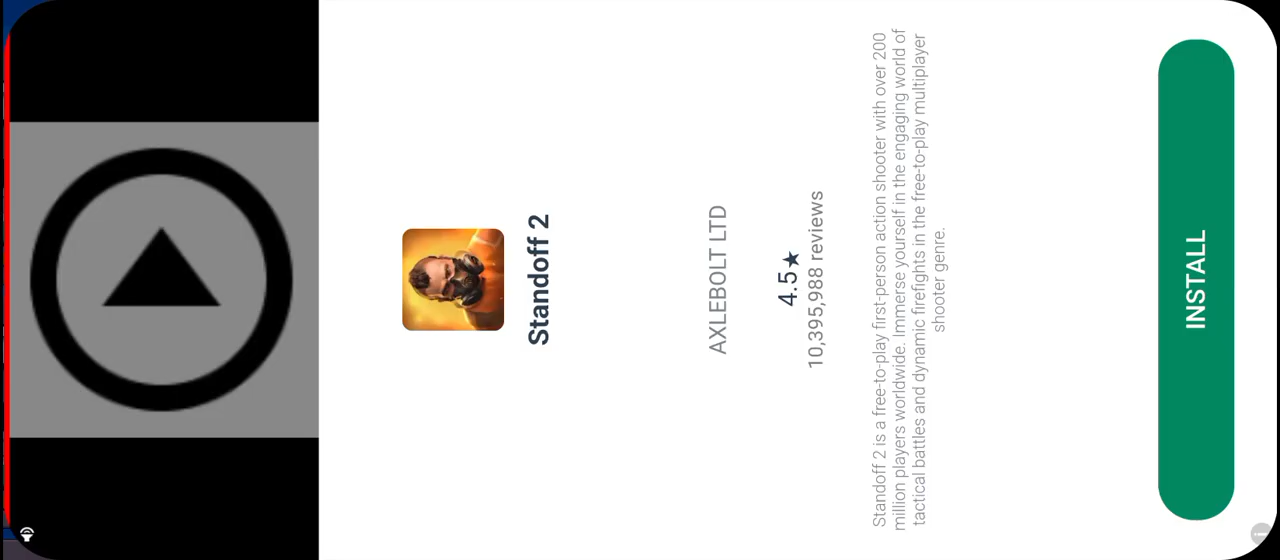 Standoff 2
AXLEBOLT LTD
4.5★
10,395,988 reviews
Standoff 2 is a free-to-play first-person action shooter with over 200
million players worldwide. Immerse yourself in the engaging world of
tactical battles and dynamic firefights in the free-to-play multiplayer
shooter genre.
INSTALL